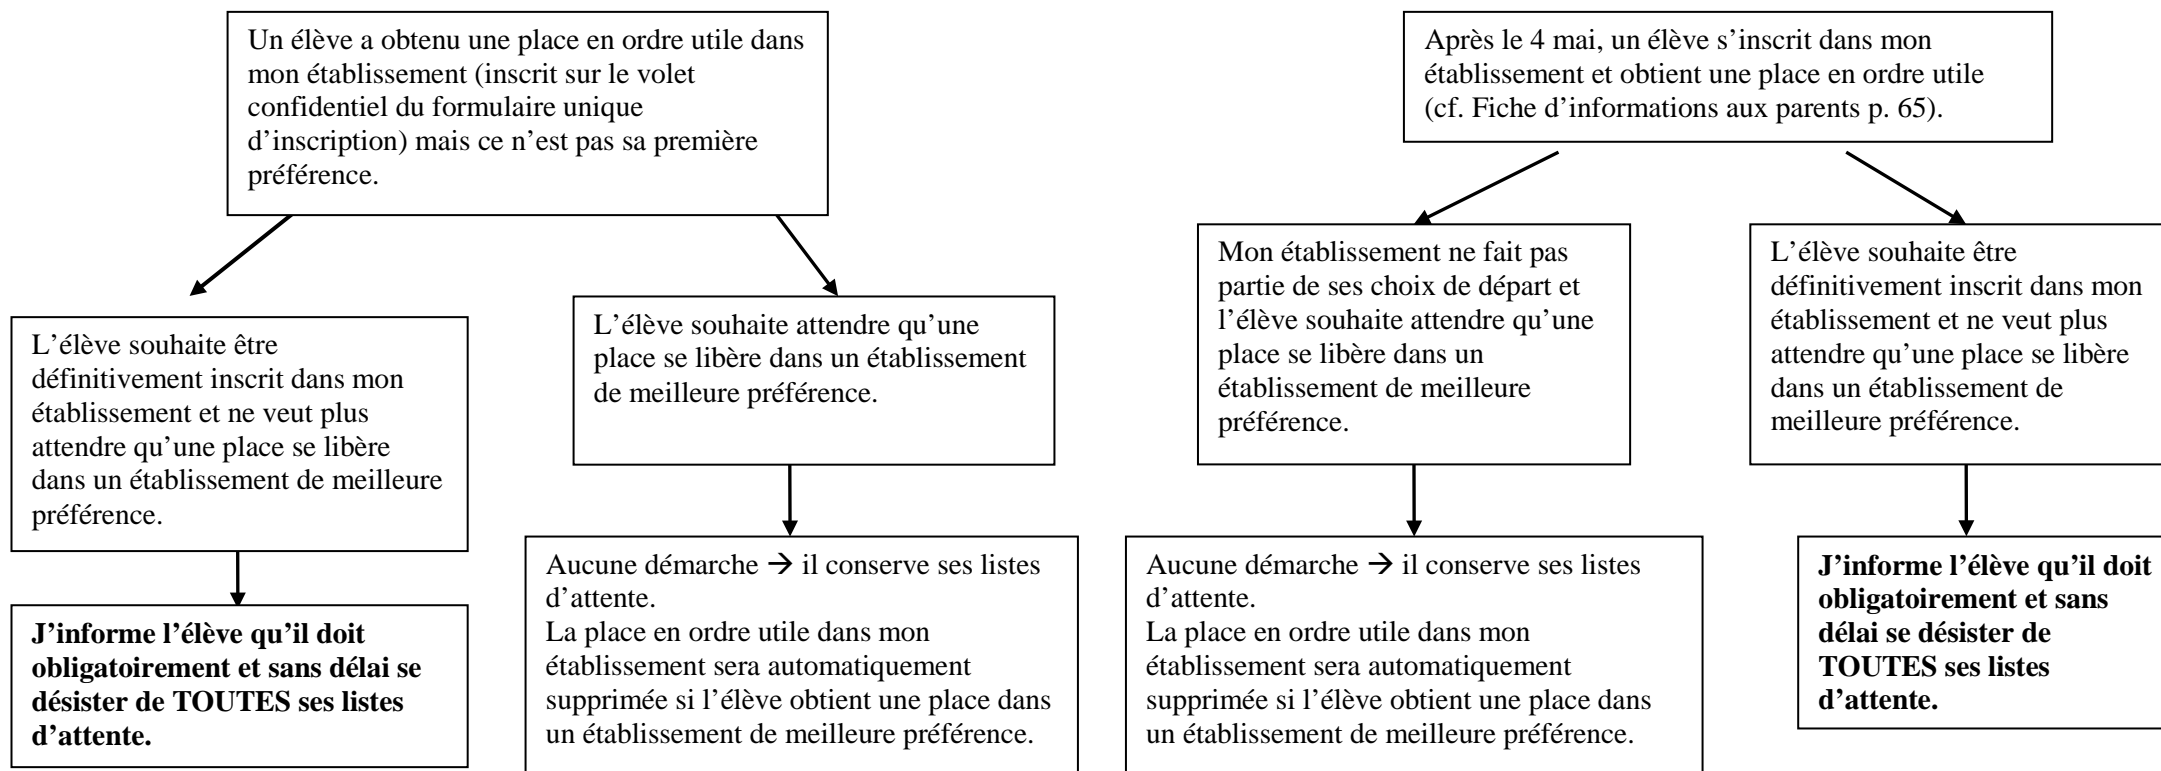 Un élève a obtenu une place en ordre utile dans
mon établissement (inscrit sur le volet
confidentiel du formulaire unique
d’inscription) mais ce n’est pas sa première
préférence.
Après le 4 mai, un élève s’inscrit dans mon
établissement et obtient une place en ordre utile
(cf. Fiche d’informations aux parents p. 65).
L’élève souhaite être
définitivement inscrit dans mon
établissement et ne veut plus
attendre qu’une place se libère
dans un établissement de meilleure
préférence.
L’élève souhaite attendre qu’une
place se libère dans un établissement
de meilleure préférence.
Mon établissement ne fait pas
partie de ses choix de départ et
l’élève souhaite attendre qu’une
place se libère dans un
établissement de meilleure
préférence.
L’élève souhaite être
définitivement inscrit dans mon
établissement et ne veut plus
attendre qu’une place se libère
dans un établissement de
meilleure préférence.
J’informe l’élève qu’il doit
obligatoirement et sans délai se
désister de TOUTES ses listes
d’attente.
Aucune démarche → il conserve ses listes
d’attente.
La place en ordre utile dans mon
établissement sera automatiquement
supprimée si l’élève obtient une place dans
un établissement de meilleure préférence.
Aucune démarche → il conserve ses listes
d’attente.
La place en ordre utile dans mon
établissement sera automatiquement
supprimée si l’élève obtient une place dans
un établissement de meilleure préférence.
J’informe l’élève qu’il doit
obligatoirement et sans
délai se désister de
TOUTES ses listes
d’attente.